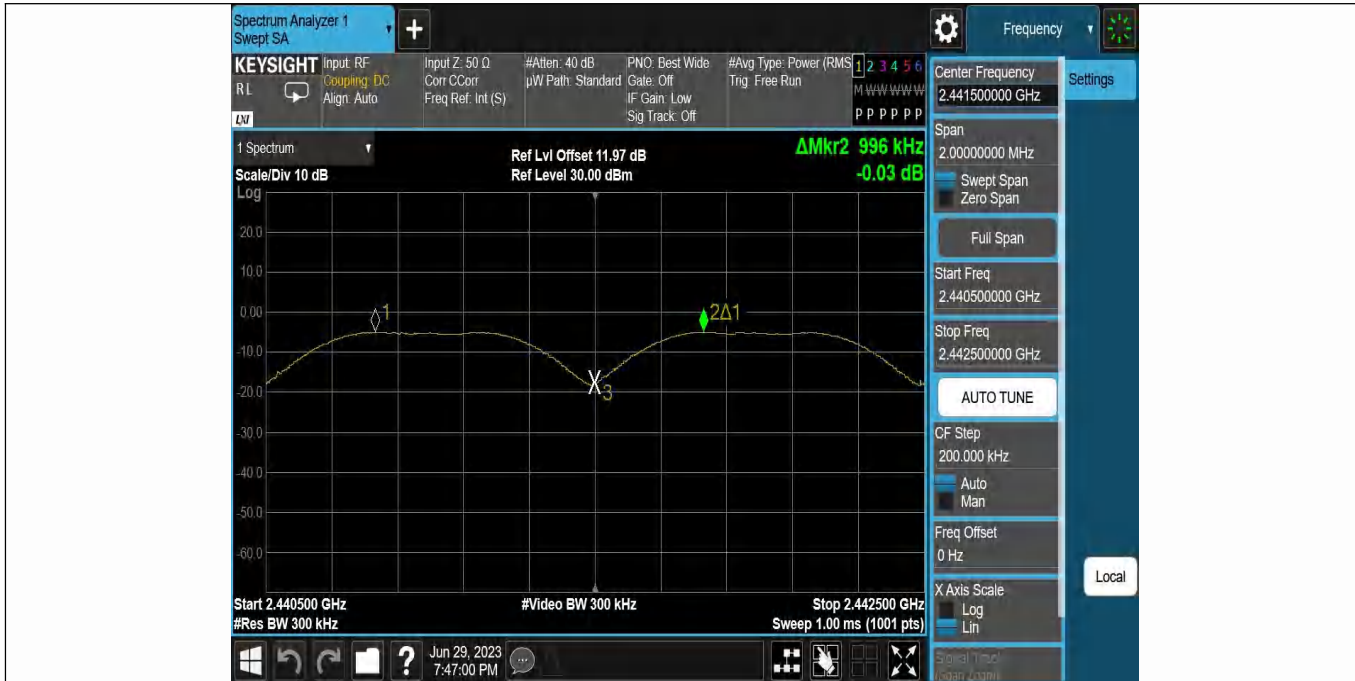 Spectrum Analyzer 1
Swept SA
+
Frequency
KEYSIGHT
RL
LXI
Input: RF
Coupling: DC
Align: Auto
Input Z: 50 Ω
Corr CCorr
Freq Ref: Int (S)
#Atten: 40 dB
µW Path: Standard
PNO: Best Wide
Gate: Off
IF Gain: Low
Sig Track: Off
#Avg Type: Power (RMS
Trig: Free Run
1 2 3 4 5 6
M W W W W W
P P P P P P
Center Frequency
2.441500000 GHz
Settings
1 Spectrum
Scale/Div 10 dB
Ref Lvl Offset 11.97 dB
Ref Level 30.00 dBm
ΔMkr2 996 kHz
-0.03 dB
Span
2.00000000 MHz
Swept Span
Zero Span
Full Span
Start Freq
2.440500000 GHz
Stop Freq
2.442500000 GHz
AUTO TUNE
CF Step
200.000 kHz
Auto
Man
Freq Offset
0 Hz
X Axis Scale
Log
Lin
Signal Track
(Span Zoom)
Local
Log
20.0
10.0
0.00
-10.0
-20.0
-30.0
-40.0
-50.0
-60.0
1
2Δ1
X3
Start 2.440500 GHz
#Res BW 300 kHz
#Video BW 300 kHz
Stop 2.442500 GHz
Sweep 1.00 ms (1001 pts)
?
Jun 29, 2023
7:47:00 PM